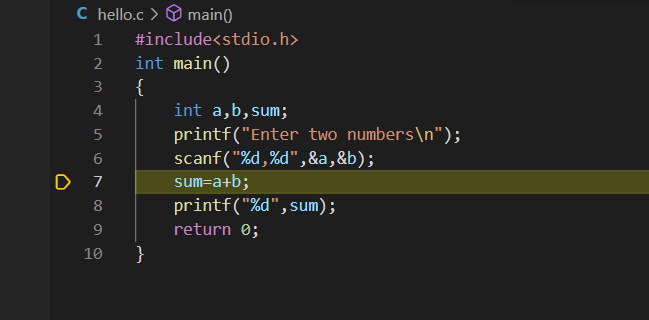 C hello.c > main()
1 #include<stdio.h>
2 int main()
3 {
4 int a,b,sum;
5 printf("Enter two numbers\n");
6 scanf("%d,%d",&a,&b);
7 sum=a+b;
8 printf("%d",sum);
9 return 0;
10 }